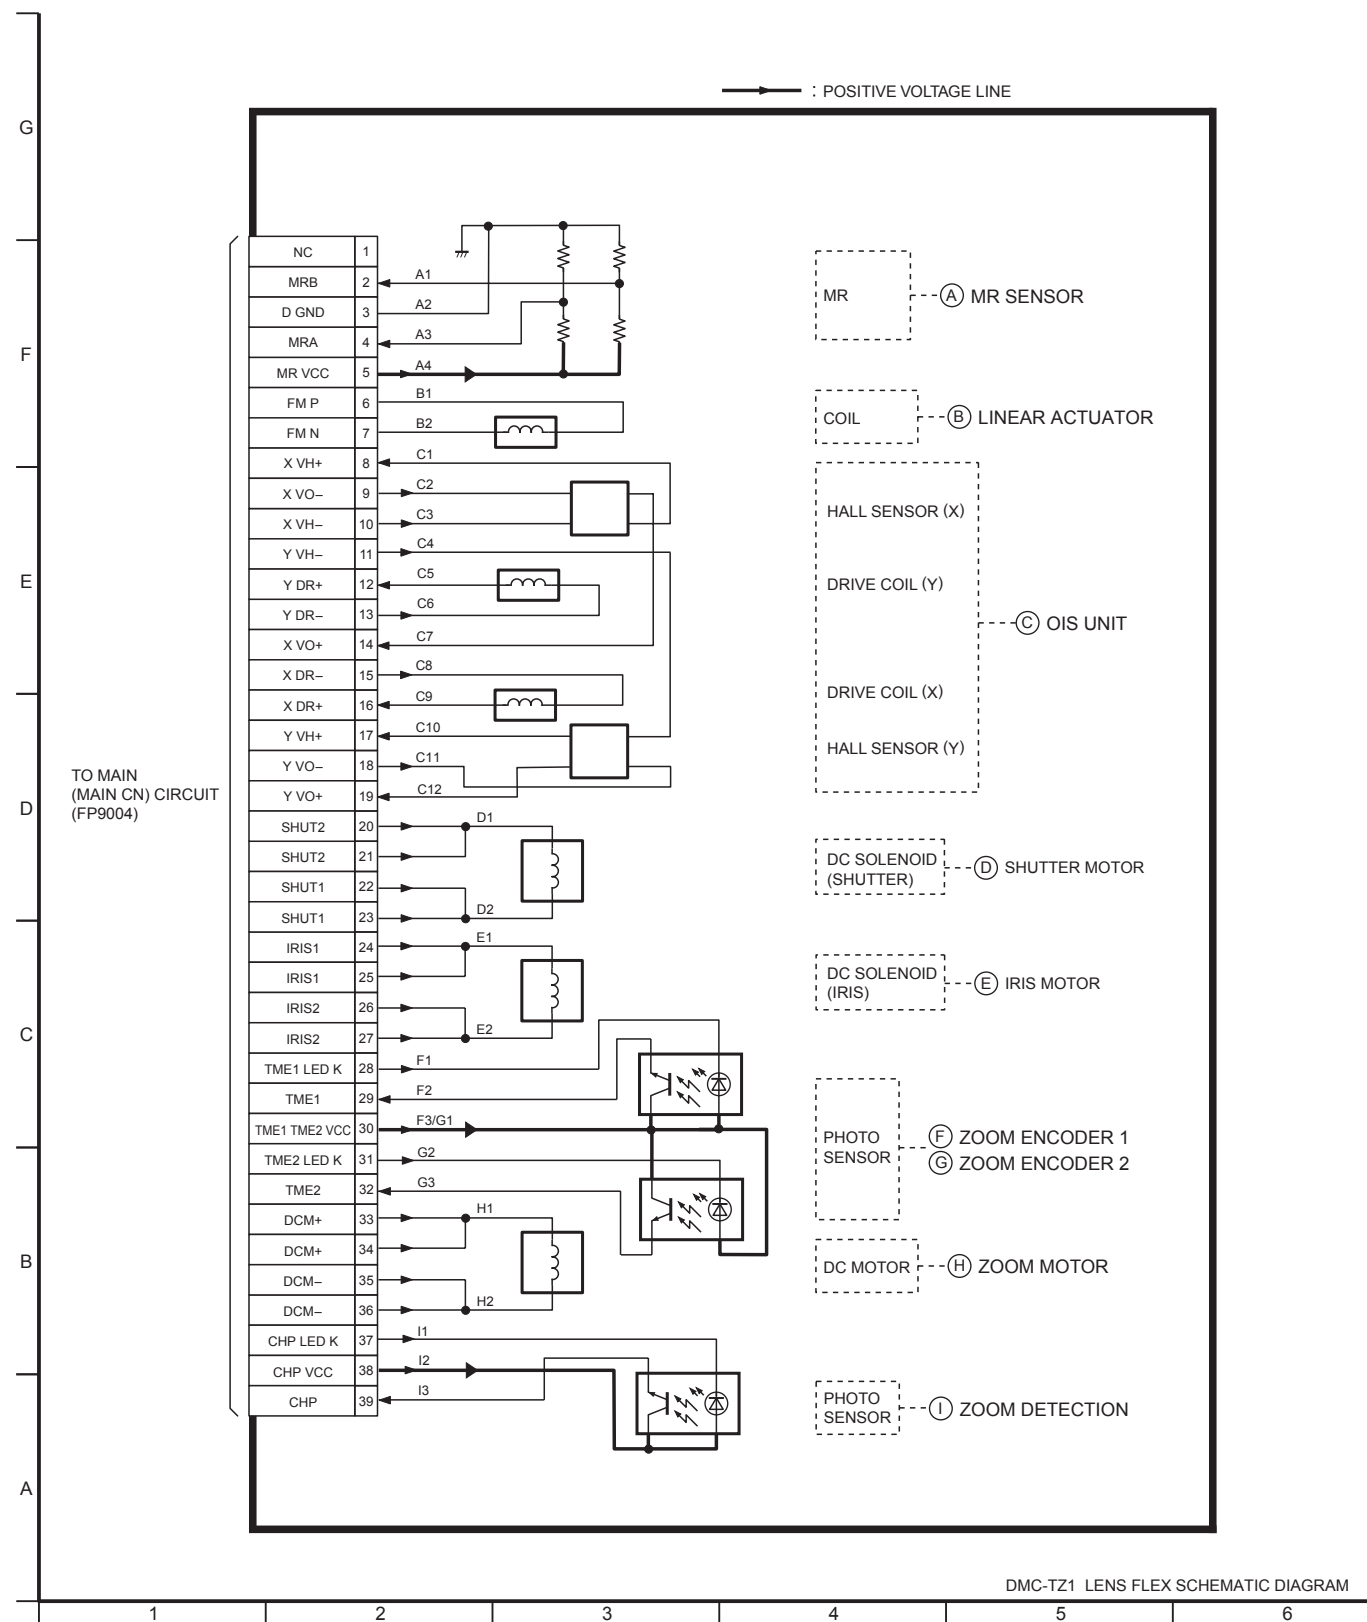 : POSITIVE VOLTAGE LINE
G
F
E
D
C
B
A
TO MAIN
(MAIN CN) CIRCUIT
(FP9004)
NC 1
MRB 2 A1
D GND 3 A2
MRA 4 A3
MR VCC 5 A4
FM P 6 B1
FM N 7 B2
X VH+ 8 C1
X VO− 9 C2
X VH− 10 C3
Y VH− 11 C4
Y DR+ 12 C5
Y DR− 13 C6
X VO+ 14 C7
X DR− 15 C8
X DR+ 16 C9
Y VH+ 17 C10
Y VO− 18 C11
Y VO+ 19 C12
SHUT2 20 D1
SHUT2 21
SHUT1 22
SHUT1 23 D2
IRIS1 24 E1
IRIS1 25
IRIS2 26
IRIS2 27 E2
TME1 LED K 28 F1
TME1 29 F2
TME1 TME2 VCC 30 F3/G1
TME2 LED K 31 G2
TME2 32 G3
DCM+ 33 H1
DCM+ 34
DCM− 35
DCM− 36 H2
CHP LED K 37 I1
CHP VCC 38 I2
CHP 39 I3
MR
A MR SENSOR
COIL
B LINEAR ACTUATOR
HALL SENSOR (X)
DRIVE COIL (Y)
C OIS UNIT
DRIVE COIL (X)
HALL SENSOR (Y)
DC SOLENOID
(SHUTTER)
D SHUTTER MOTOR
DC SOLENOID
(IRIS)
E IRIS MOTOR
PHOTO
SENSOR
F ZOOM ENCODER 1
G ZOOM ENCODER 2
DC MOTOR
H ZOOM MOTOR
PHOTO
SENSOR
I ZOOM DETECTION
DMC-TZ1 LENS FLEX SCHEMATIC DIAGRAM
1 2 3 4 5 6